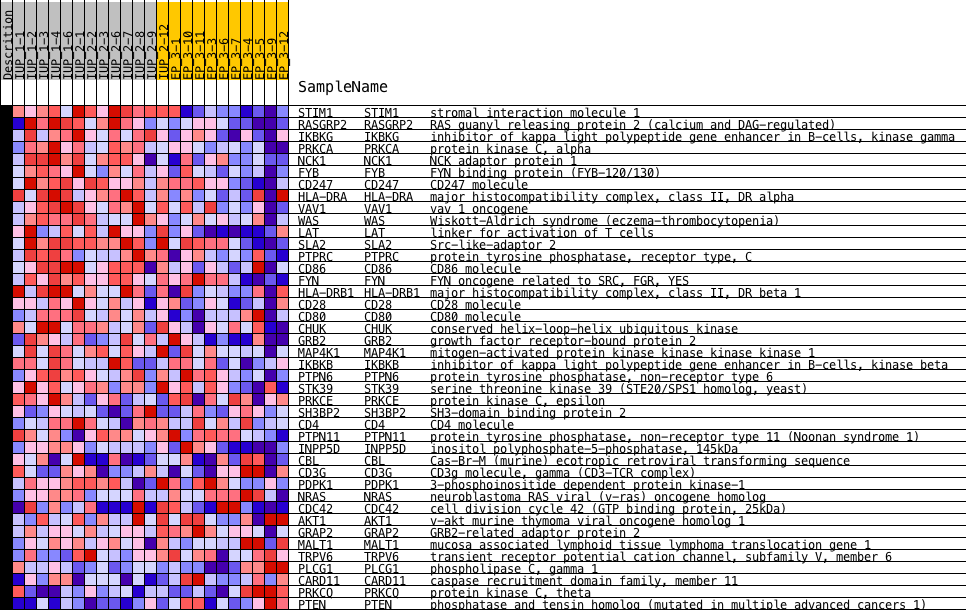 Descrition
IUP_1-1
IUP_1-2
IUP_1-3
IUP_1-4
IUP_1-6
IUP_2-1
IUP_2-2
IUP_2-3
IUP_2-6
IUP_2-7
IUP_2-8
IUP_2-9
IUP_2-12
EP_3-1
EP_3-10
EP_3-11
EP_3-3
EP_3-6
EP_3-7
EP_3-4
EP_3-5
EP_3-9
EP_3-12
SampleName
STIM1 STIM1 stromal interaction molecule 1
RASGRP2 RASGRP2 RAS guanyl releasing protein 2 (calcium and DAG-regulated)
IKBKG IKBKG inhibitor of kappa light polypeptide gene enhancer in B-cells, kinase gamma
PRKCA PRKCA protein kinase C, alpha
NCK1 NCK1 NCK adaptor protein 1
FYB FYB FYN binding protein (FYB-120/130)
CD247 CD247 CD247 molecule
HLA-DRA HLA-DRA major histocompatibility complex, class II, DR alpha
VAV1 VAV1 vav 1 oncogene
WAS WAS Wiskott-Aldrich syndrome (eczema-thrombocytopenia)
LAT LAT linker for activation of T cells
SLA2 SLA2 Src-like-adaptor 2
PTPRC PTPRC protein tyrosine phosphatase, receptor type, C
CD86 CD86 CD86 molecule
FYN FYN FYN oncogene related to SRC, FGR, YES
HLA-DRB1 HLA-DRB1 major histocompatibility complex, class II, DR beta 1
CD28 CD28 CD28 molecule
CD80 CD80 CD80 molecule
CHUK CHUK conserved helix-loop-helix ubiquitous kinase
GRB2 GRB2 growth factor receptor-bound protein 2
MAP4K1 MAP4K1 mitogen-activated protein kinase kinase kinase kinase 1
IKBKB IKBKB inhibitor of kappa light polypeptide gene enhancer in B-cells, kinase beta
PTPN6 PTPN6 protein tyrosine phosphatase, non-receptor type 6
STK39 STK39 serine threonine kinase 39 (STE20/SPS1 homolog, yeast)
PRKCE PRKCE protein kinase C, epsilon
SH3BP2 SH3BP2 SH3-domain binding protein 2
CD4 CD4 CD4 molecule
PTPN11 PTPN11 protein tyrosine phosphatase, non-receptor type 11 (Noonan syndrome 1)
INPP5D INPP5D inositol polyphosphate-5-phosphatase, 145kDa
CBL CBL Cas-Br-M (murine) ecotropic retroviral transforming sequence
CD3G CD3G CD3g molecule, gamma (CD3-TCR complex)
PDPK1 PDPK1 3-phosphoinositide dependent protein kinase-1
NRAS NRAS neuroblastoma RAS viral (v-ras) oncogene homolog
CDC42 CDC42 cell division cycle 42 (GTP binding protein, 25kDa)
AKT1 AKT1 v-akt murine thymoma viral oncogene homolog 1
GRAP2 GRAP2 GRB2-related adaptor protein 2
MALT1 MALT1 mucosa associated lymphoid tissue lymphoma translocation gene 1
TRPV6 TRPV6 transient receptor potential cation channel, subfamily V, member 6
PLCG1 PLCG1 phospholipase C, gamma 1
CARD11 CARD11 caspase recruitment domain family, member 11
PRKCQ PRKCQ protein kinase C, theta
PTEN PTEN phosphatase and tensin homolog (mutated in multiple advanced cancers 1)